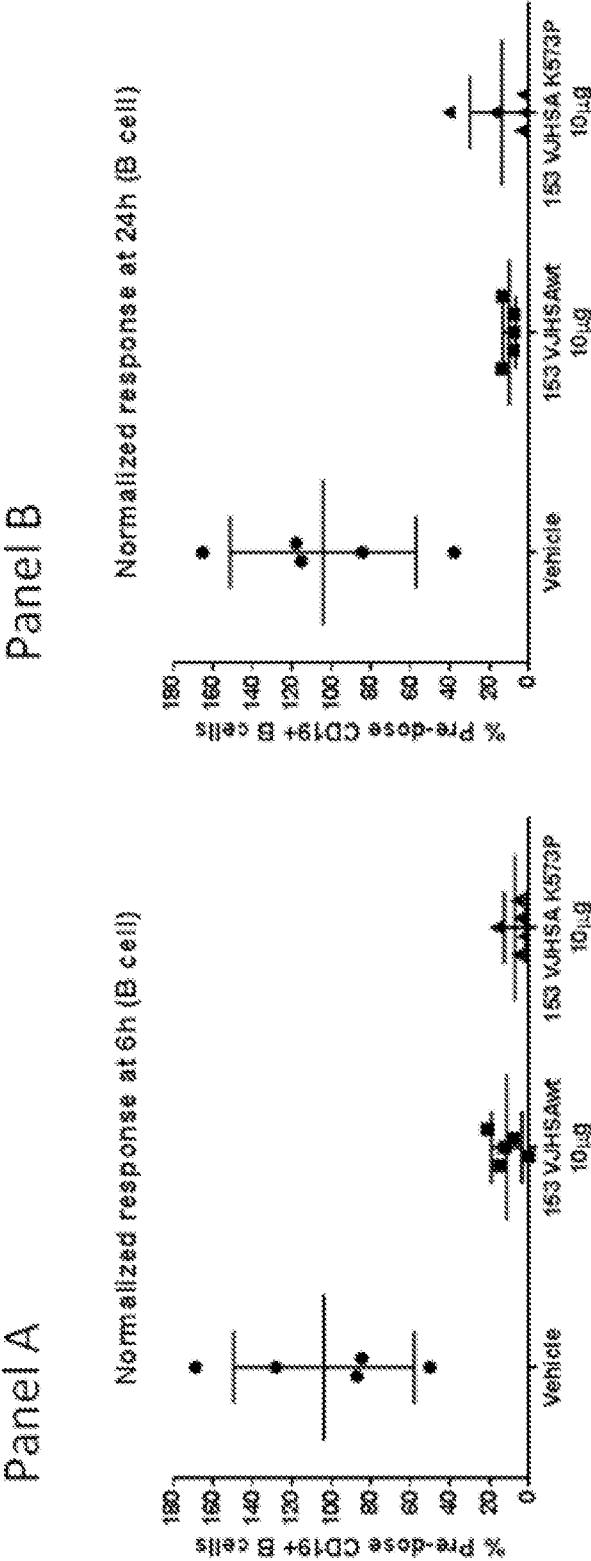 Panel A
Normalized response at 6h (B cell)
% Pre-dose CD19+ B cells
180
160
140
120
100
80
60
40
20
0
Vehicle
153 VJHSAwt
10µg
153 VJHSA K573P
10µg
Panel B
Normalized response at 24h (B cell)
% Pre-dose CD19+ B cells
180
160
140
120
100
80
60
40
20
0
Vehicle
153 VJHSAwt
10µg
153 VJHSA K573P
10µg